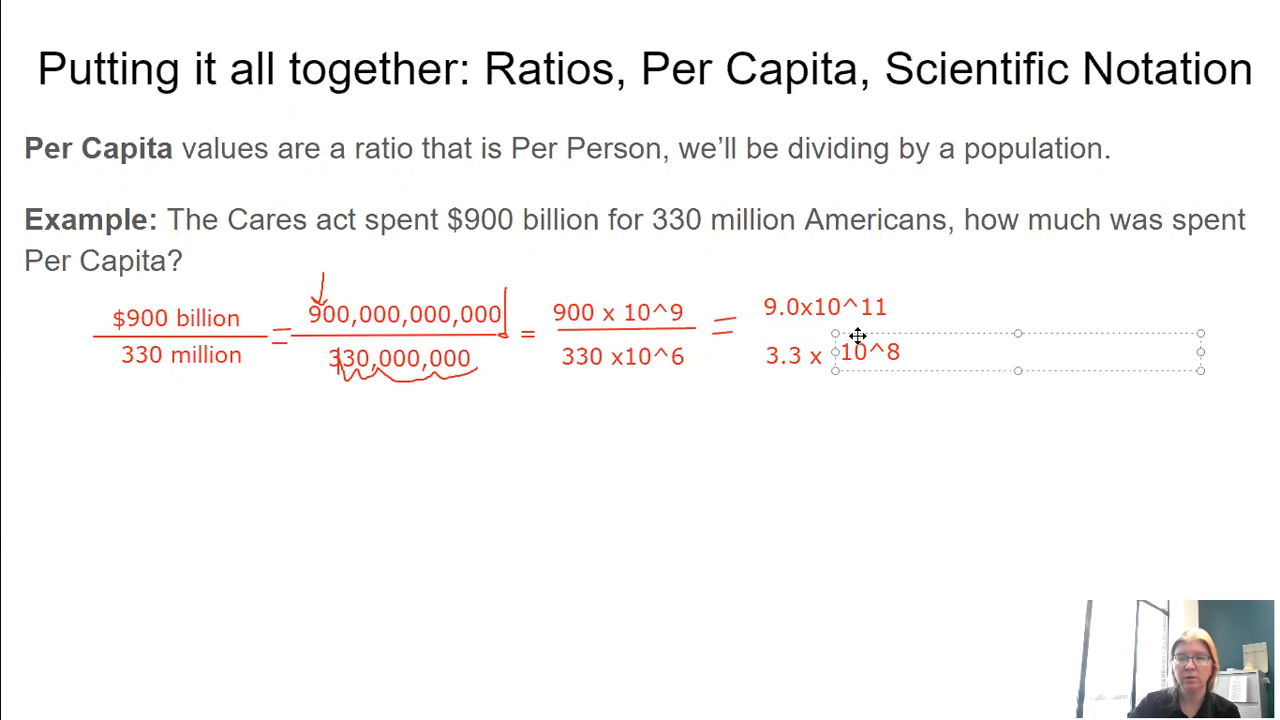 Putting it all together: Ratios, Per Capita, Scientific Notation
Per Capita values are a ratio that is Per Person, we'll be dividing by a population.
Example: The Cares act spent $900 billion for 330 million Americans, how much was spent
Per Capita?
$900 billion = 900,000,000,000 = 900 x 10^9 = 9.0x10^11
330 million 330,000,000 330 x10^6 3.3 x 10^8